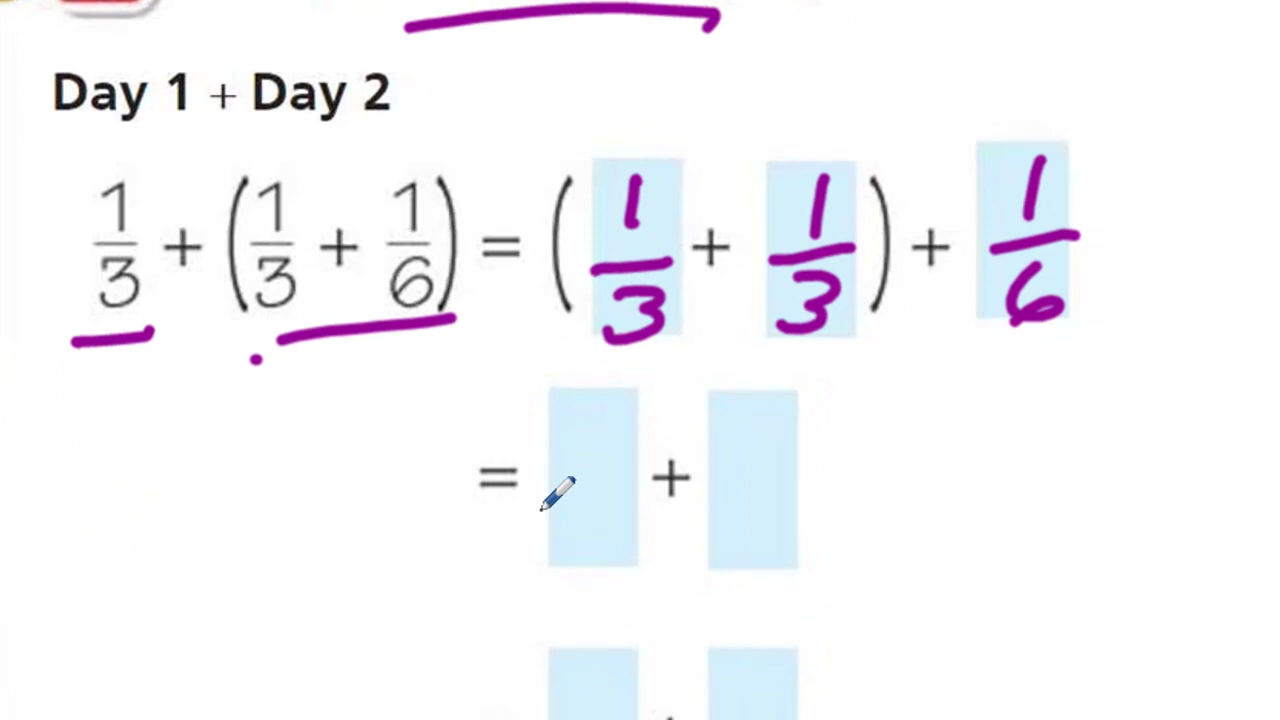 Day 1 + Day 2
1/3 + (1/3 + 1/6) = (1/3 + 1/3) + 1/6
= +
+